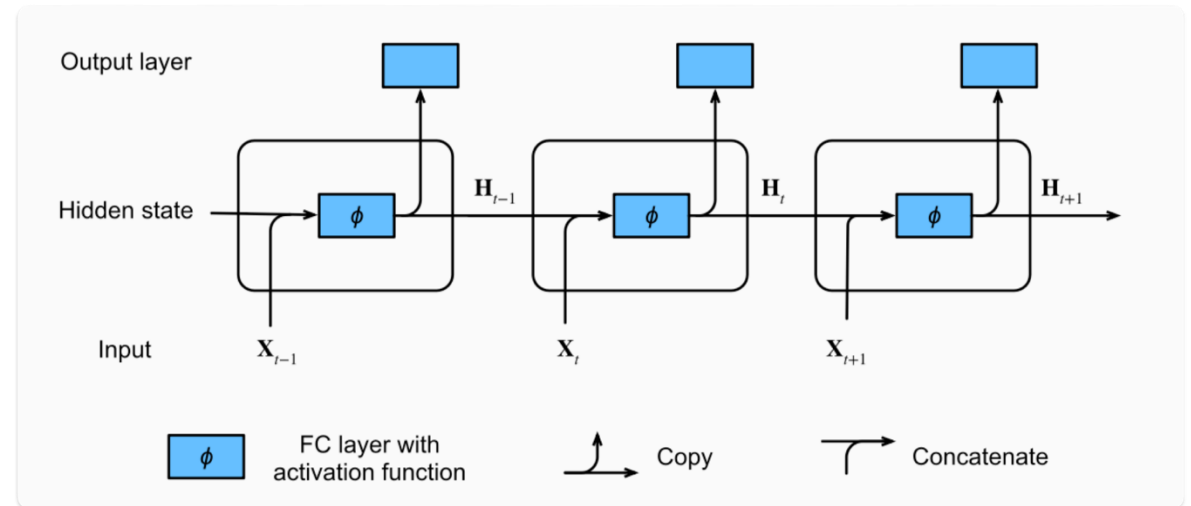 Output layer
H_{t−1}
H_t
H_{t+1}
Hidden state
ϕ
ϕ
ϕ
Input
X_{t−1}
X_t
X_{t+1}
ϕ
FC layer with
activation function
Copy
Concatenate